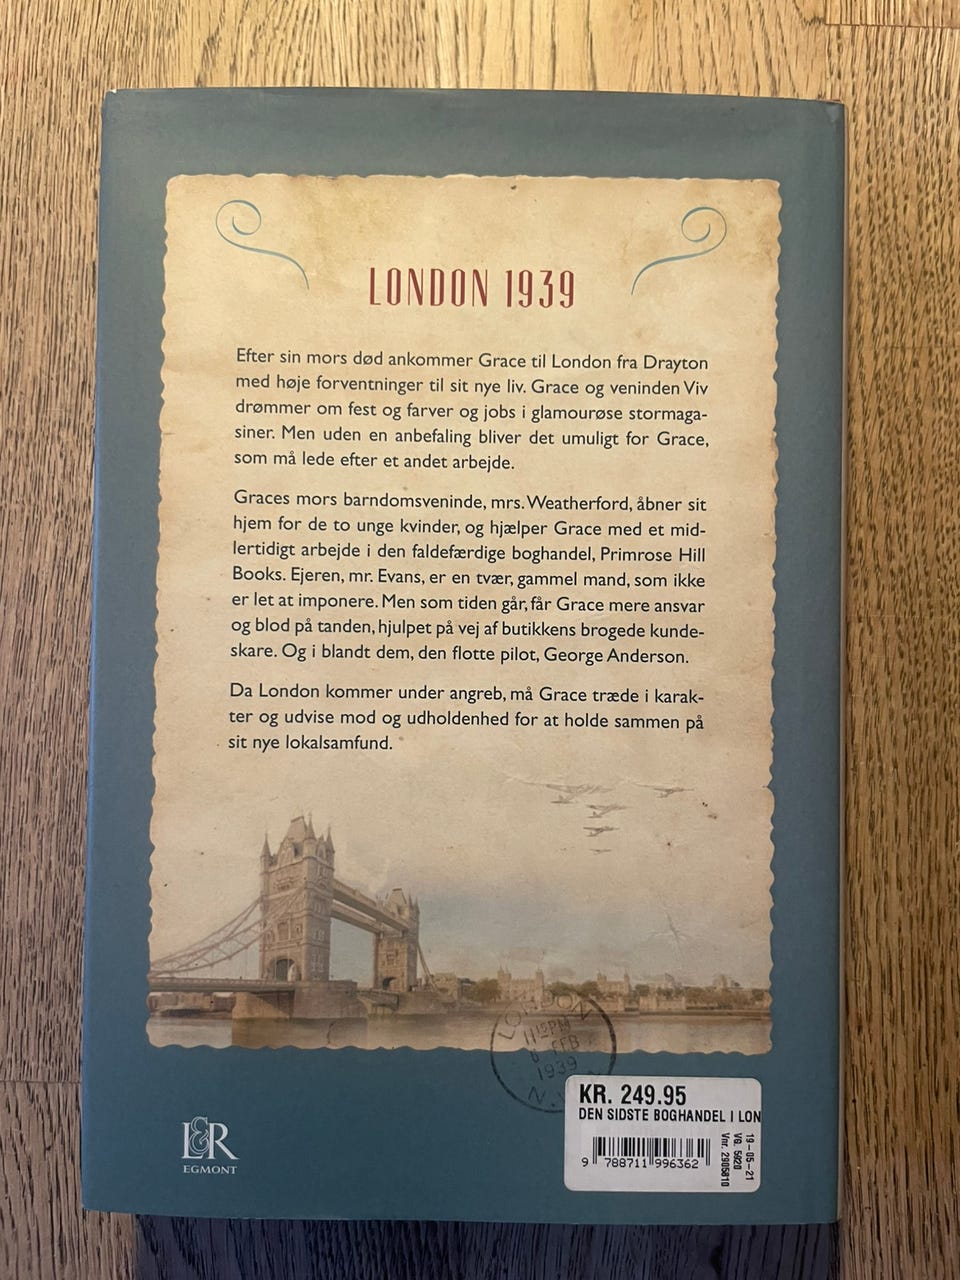 LONDON 1939
Efter sin mors død ankommer Grace til London fra Drayton
med høje forventninger til sit nye liv. Grace og veninden Viv
drømmer om fest og farver og jobs i glamourøse stormaga-
siner. Men uden en anbefaling bliver det umuligt for Grace,
som må lede efter et andet arbejde.
Graces mors barndomsveninde, mrs. Weatherford, åbner sit
hjem for de to unge kvinder, og hjælper Grace med et mid-
lertidigt arbejde i den faldefærdige boghandel, Primrose Hill
Books. Ejeren, mr. Evans, er en tvær, gammel mand, som ikke
er let at imponere. Men som tiden går, får Grace mere ansvar
og blod på tanden, hjulpet på vej af butikkens brogede kunde-
skare. Og i blandt dem, den flotte pilot, George Anderson.
Da London kommer under angreb, må Grace træde i karak-
ter og udvise mod og udholdenhed for at holde sammen på
sit nye lokalsamfund.
LONDON
1112PM
6 FEB
1939
N.W.
KR. 249.95
DEN SIDSTE BOGHANDEL I LON
9 788711 996362
19-05-21
VG. 5920
Vnr. 2905810
L&R
EGMONT